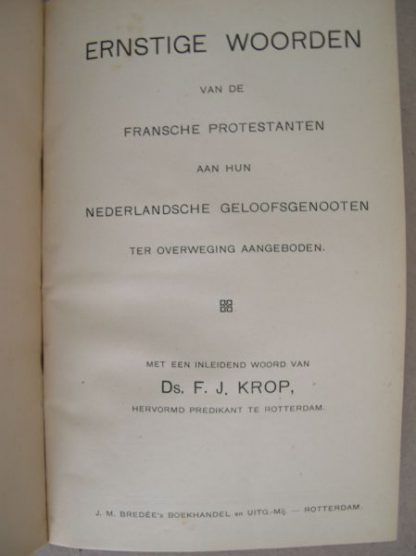 ERNSTIGE WOORDEN
VAN DE
FRANSCHE PROTESTANTEN
AAN HUN
NEDERLANDSCHE GELOOFSGENOOTEN
TER OVERWEGING AANGEBODEN.
MET EEN INLEIDEND WOORD VAN
Ds. F. J. KROP,
HERVORMD PREDIKANT TE ROTTERDAM.
J. M. BREDÉE's BOEKHANDEL en UITG.-Mij. — ROTTERDAM.